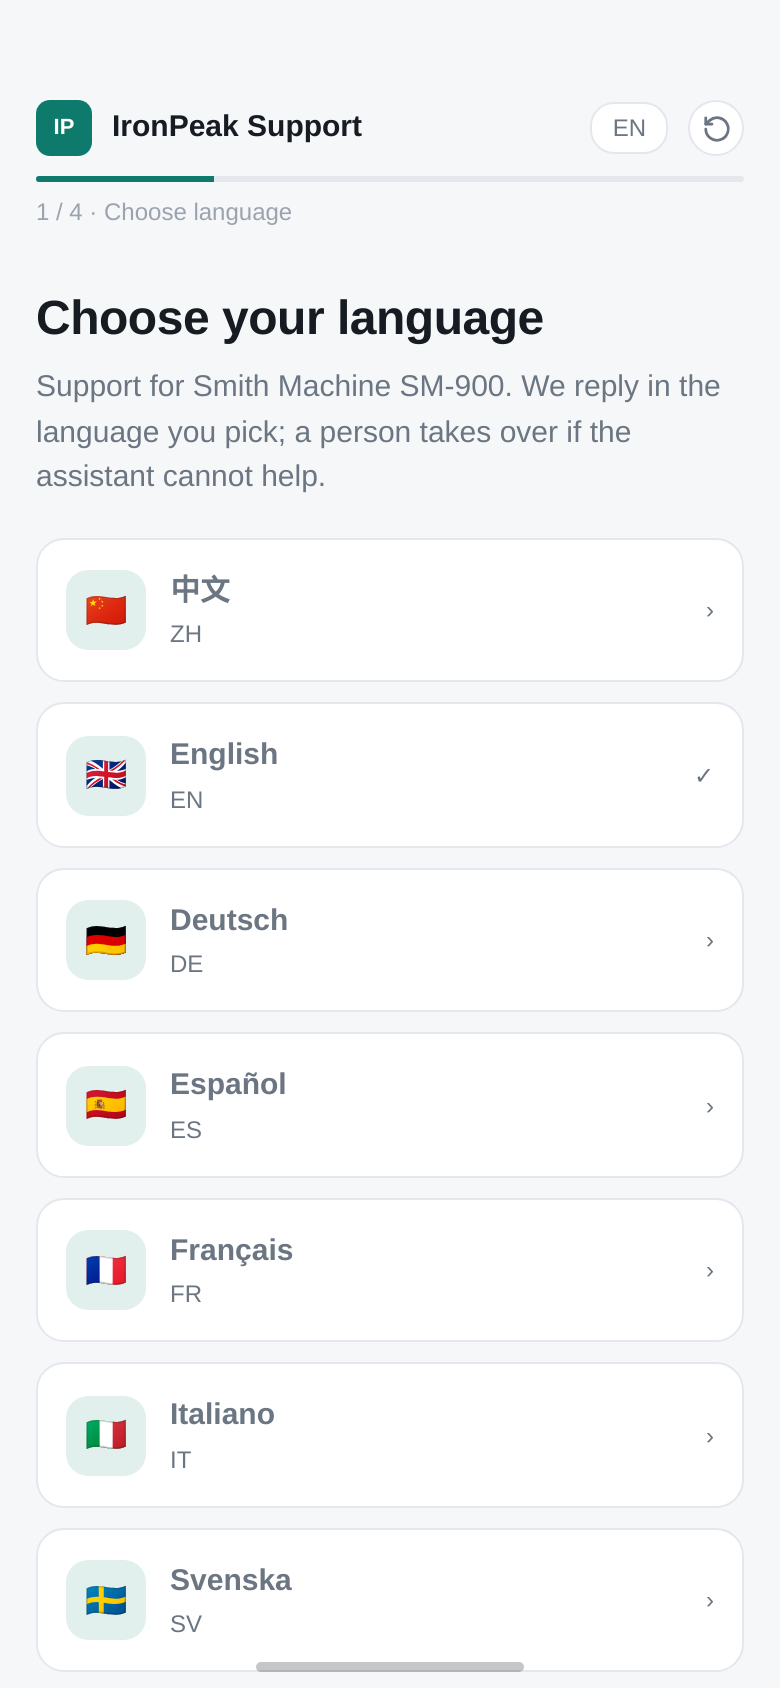 IP
IronPeak Support
EN
1 / 4 · Choose language
Choose your language
Support for Smith Machine SM-900. We reply in the
language you pick; a person takes over if the
assistant cannot help.
中文
ZH
›
English
EN
✓
Deutsch
DE
›
Español
ES
›
Français
FR
›
Italiano
IT
›
Svenska
SV
›